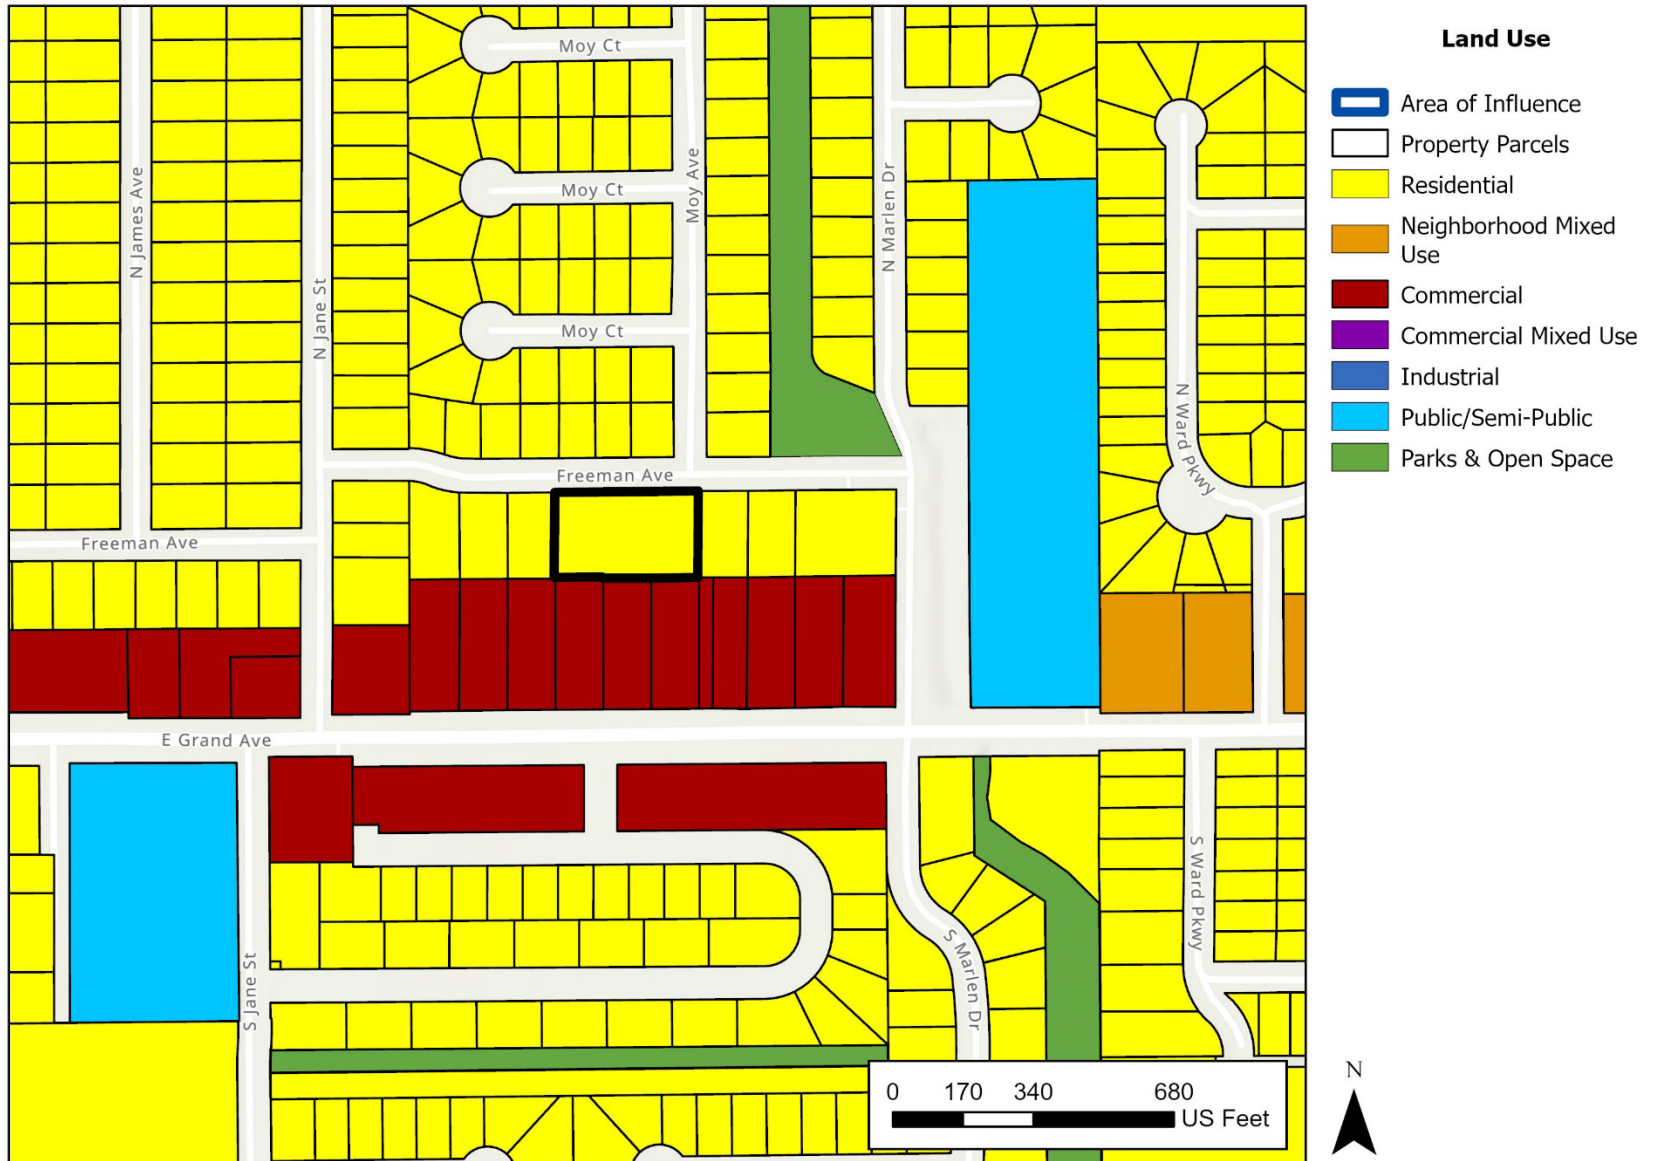 Land Use
Area of Influence
Property Parcels
Residential
Neighborhood Mixed
Use
Commercial
Commercial Mixed Use
Industrial
Public/Semi-Public
Parks & Open Space
Moy Ct
Moy Ct
Moy Ct
N James Ave
N Jane St
Moy Ave
N Marlen Dr
N Ward Pkwy
Freeman Ave
Freeman Ave
E Grand Ave
S Jane St
S Marlen Dr
S Ward Pkwy
0 170 340 680
US Feet
N